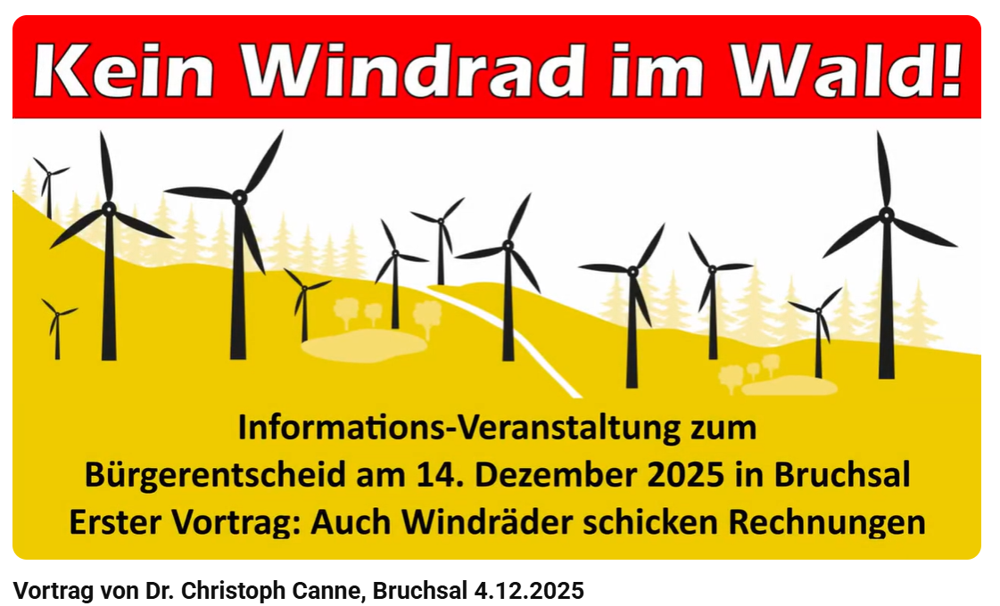 Kein Windrad im Wald!
Informations-Veranstaltung zum
Bürgerentscheid am 14. Dezember 2025 in Bruchsal
Erster Vortrag: Auch Windräder schicken Rechnungen
Vortrag von Dr. Christoph Canne, Bruchsal 4.12.2025